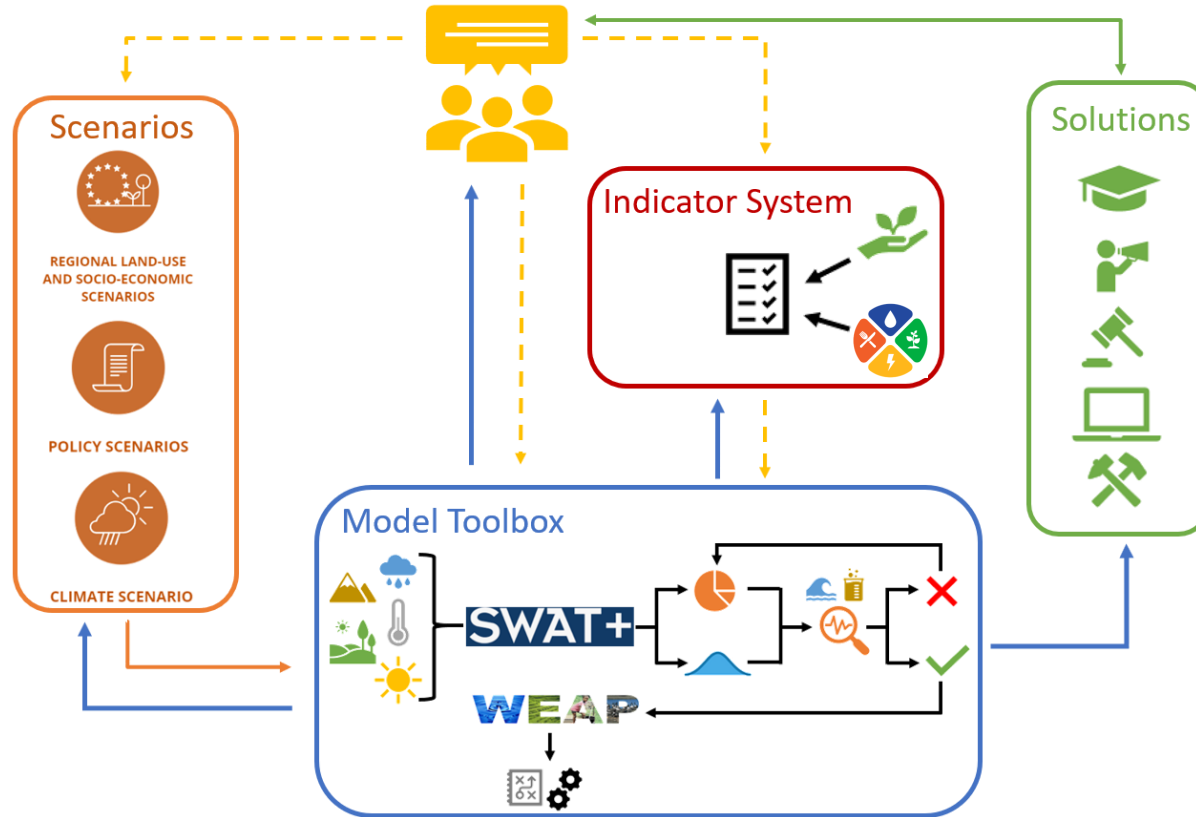 Scenarios
REGIONAL LAND-USE
AND SOCIO-ECONOMIC
SCENARIOS
POLICY SCENARIOS
CLIMATE SCENARIO
Indicator System
Solutions
Model Toolbox
SWAT+
WEAP